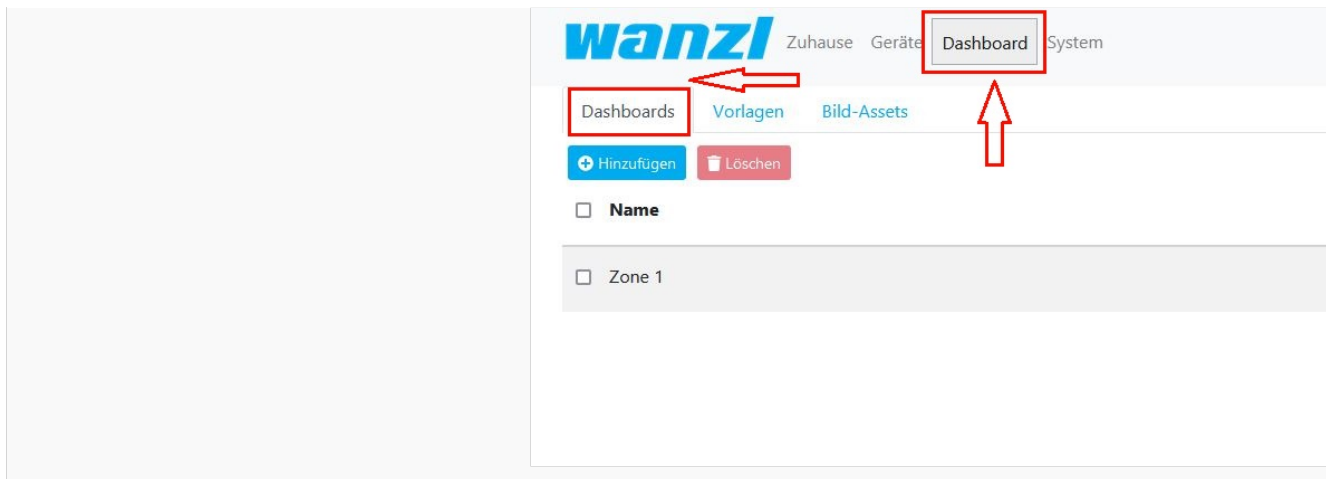 wanzl Zuhause Geräte Dashboard System
Dashboards Vorlagen Bild-Assets
Hinzufügen Löschen
Name
Zone 1